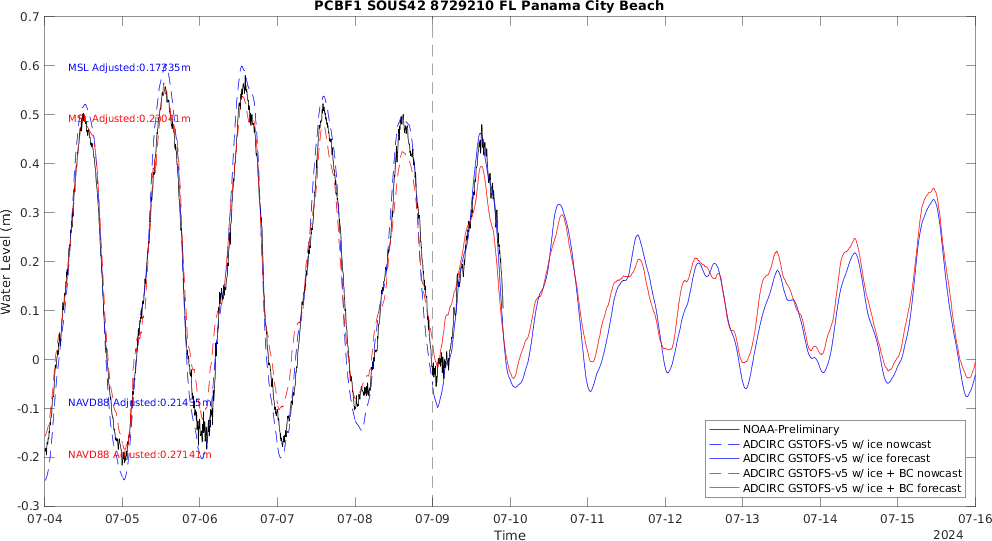 PCBF1 SOUS42 8729210 FL Panama City Beach
0.7
0.6
0.5
0.4
0.3
0.2
0.1
0
-0.1
-0.2
-0.3
Water Level (m)
MSL Adjusted:0.17335m
MSL Adjusted:0.23041m
NAVD88 Adjusted:0.21435m
NAVD88 Adjusted:0.27141m
NOAA-Preliminary
ADCIRC GSTOFS-v5 w/ ice nowcast
ADCIRC GSTOFS-v5 w/ ice forecast
ADCIRC GSTOFS-v5 w/ ice + BC nowcast
ADCIRC GSTOFS-v5 w/ ice + BC forecast
07-04 07-05 07-06 07-07 07-08 07-09 07-10 07-11 07-12 07-13 07-14 07-15 07-16
Time
2024